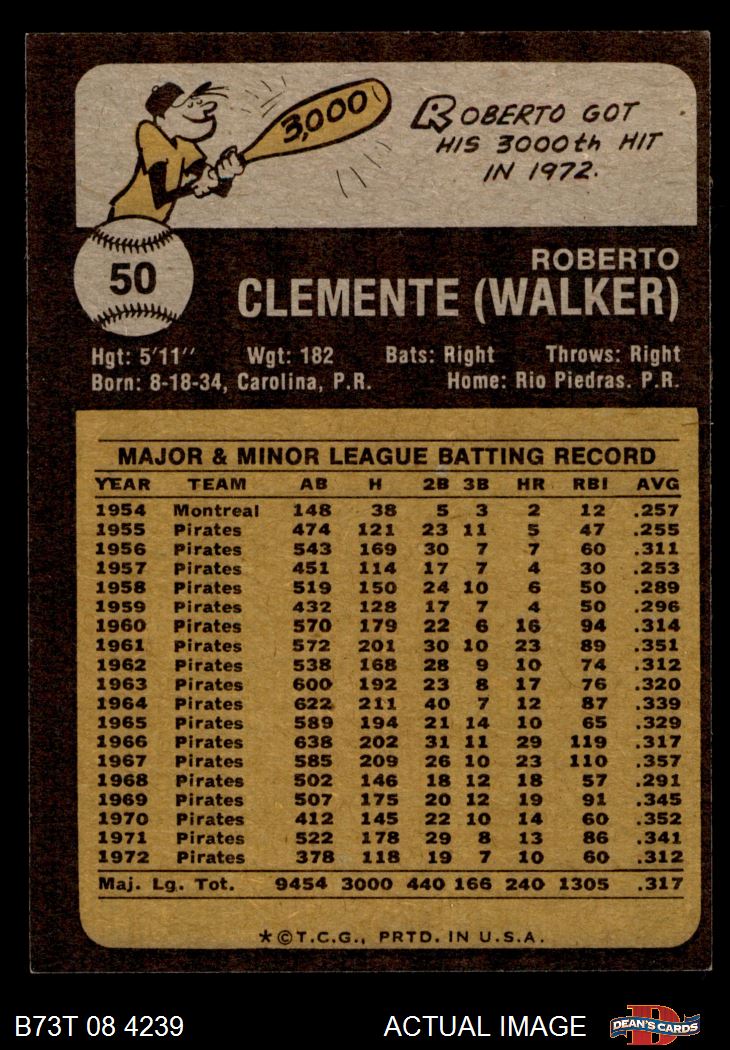 3,000
ROBERTO GOT
HIS 3000th HIT
IN 1972.
50
ROBERTO
CLEMENTE (WALKER)
Hgt: 5'11" Wgt: 182 Bats: Right Throws: Right
Born: 8-18-34, Carolina, P.R. Home: Rio Piedras. P.R.
MAJOR & MINOR LEAGUE BATTING RECORD
YEAR TEAM AB H 2B 3B HR RBI AVG
1954 Montreal 148 38 5 3 2 12 .257
1955 Pirates 474 121 23 11 5 47 .255
1956 Pirates 543 169 30 7 7 60 .311
1957 Pirates 451 114 17 7 4 30 .253
1958 Pirates 519 150 24 10 6 50 .289
1959 Pirates 432 128 17 7 4 50 .296
1960 Pirates 570 179 22 6 16 94 .314
1961 Pirates 572 201 30 10 23 89 .351
1962 Pirates 538 168 28 9 10 74 .312
1963 Pirates 600 192 23 8 17 76 .320
1964 Pirates 622 211 40 7 12 87 .339
1965 Pirates 589 194 21 14 10 65 .329
1966 Pirates 638 202 31 11 29 119 .317
1967 Pirates 585 209 26 10 23 110 .357
1968 Pirates 502 146 18 12 18 57 .291
1969 Pirates 507 175 20 12 19 91 .345
1970 Pirates 412 145 22 10 14 60 .352
1971 Pirates 522 178 29 8 13 86 .341
1972 Pirates 378 118 19 7 10 60 .312
Maj. Lg. Tot. 9454 3000 440 166 240 1305 .317
*©T.C.G., PRTD. IN U.S.A.
B73T 08 4239 ACTUAL IMAGE D DEAN'S CARDS